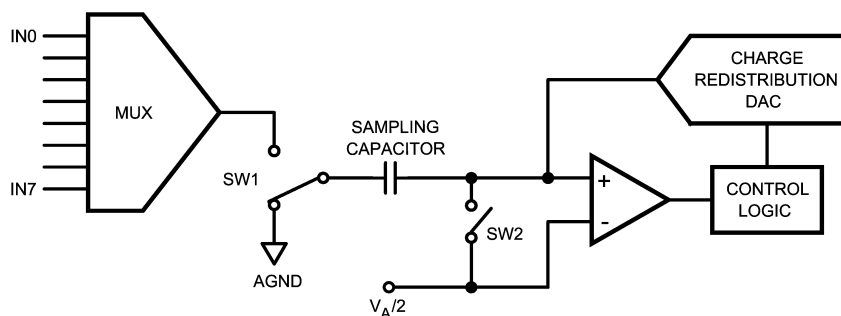 IN0
MUX
IN7
SW1
AGND
SAMPLING
CAPACITOR
SW2
VA/2
+
-
CHARGE
REDISTRIBUTION
DAC
CONTROL
LOGIC